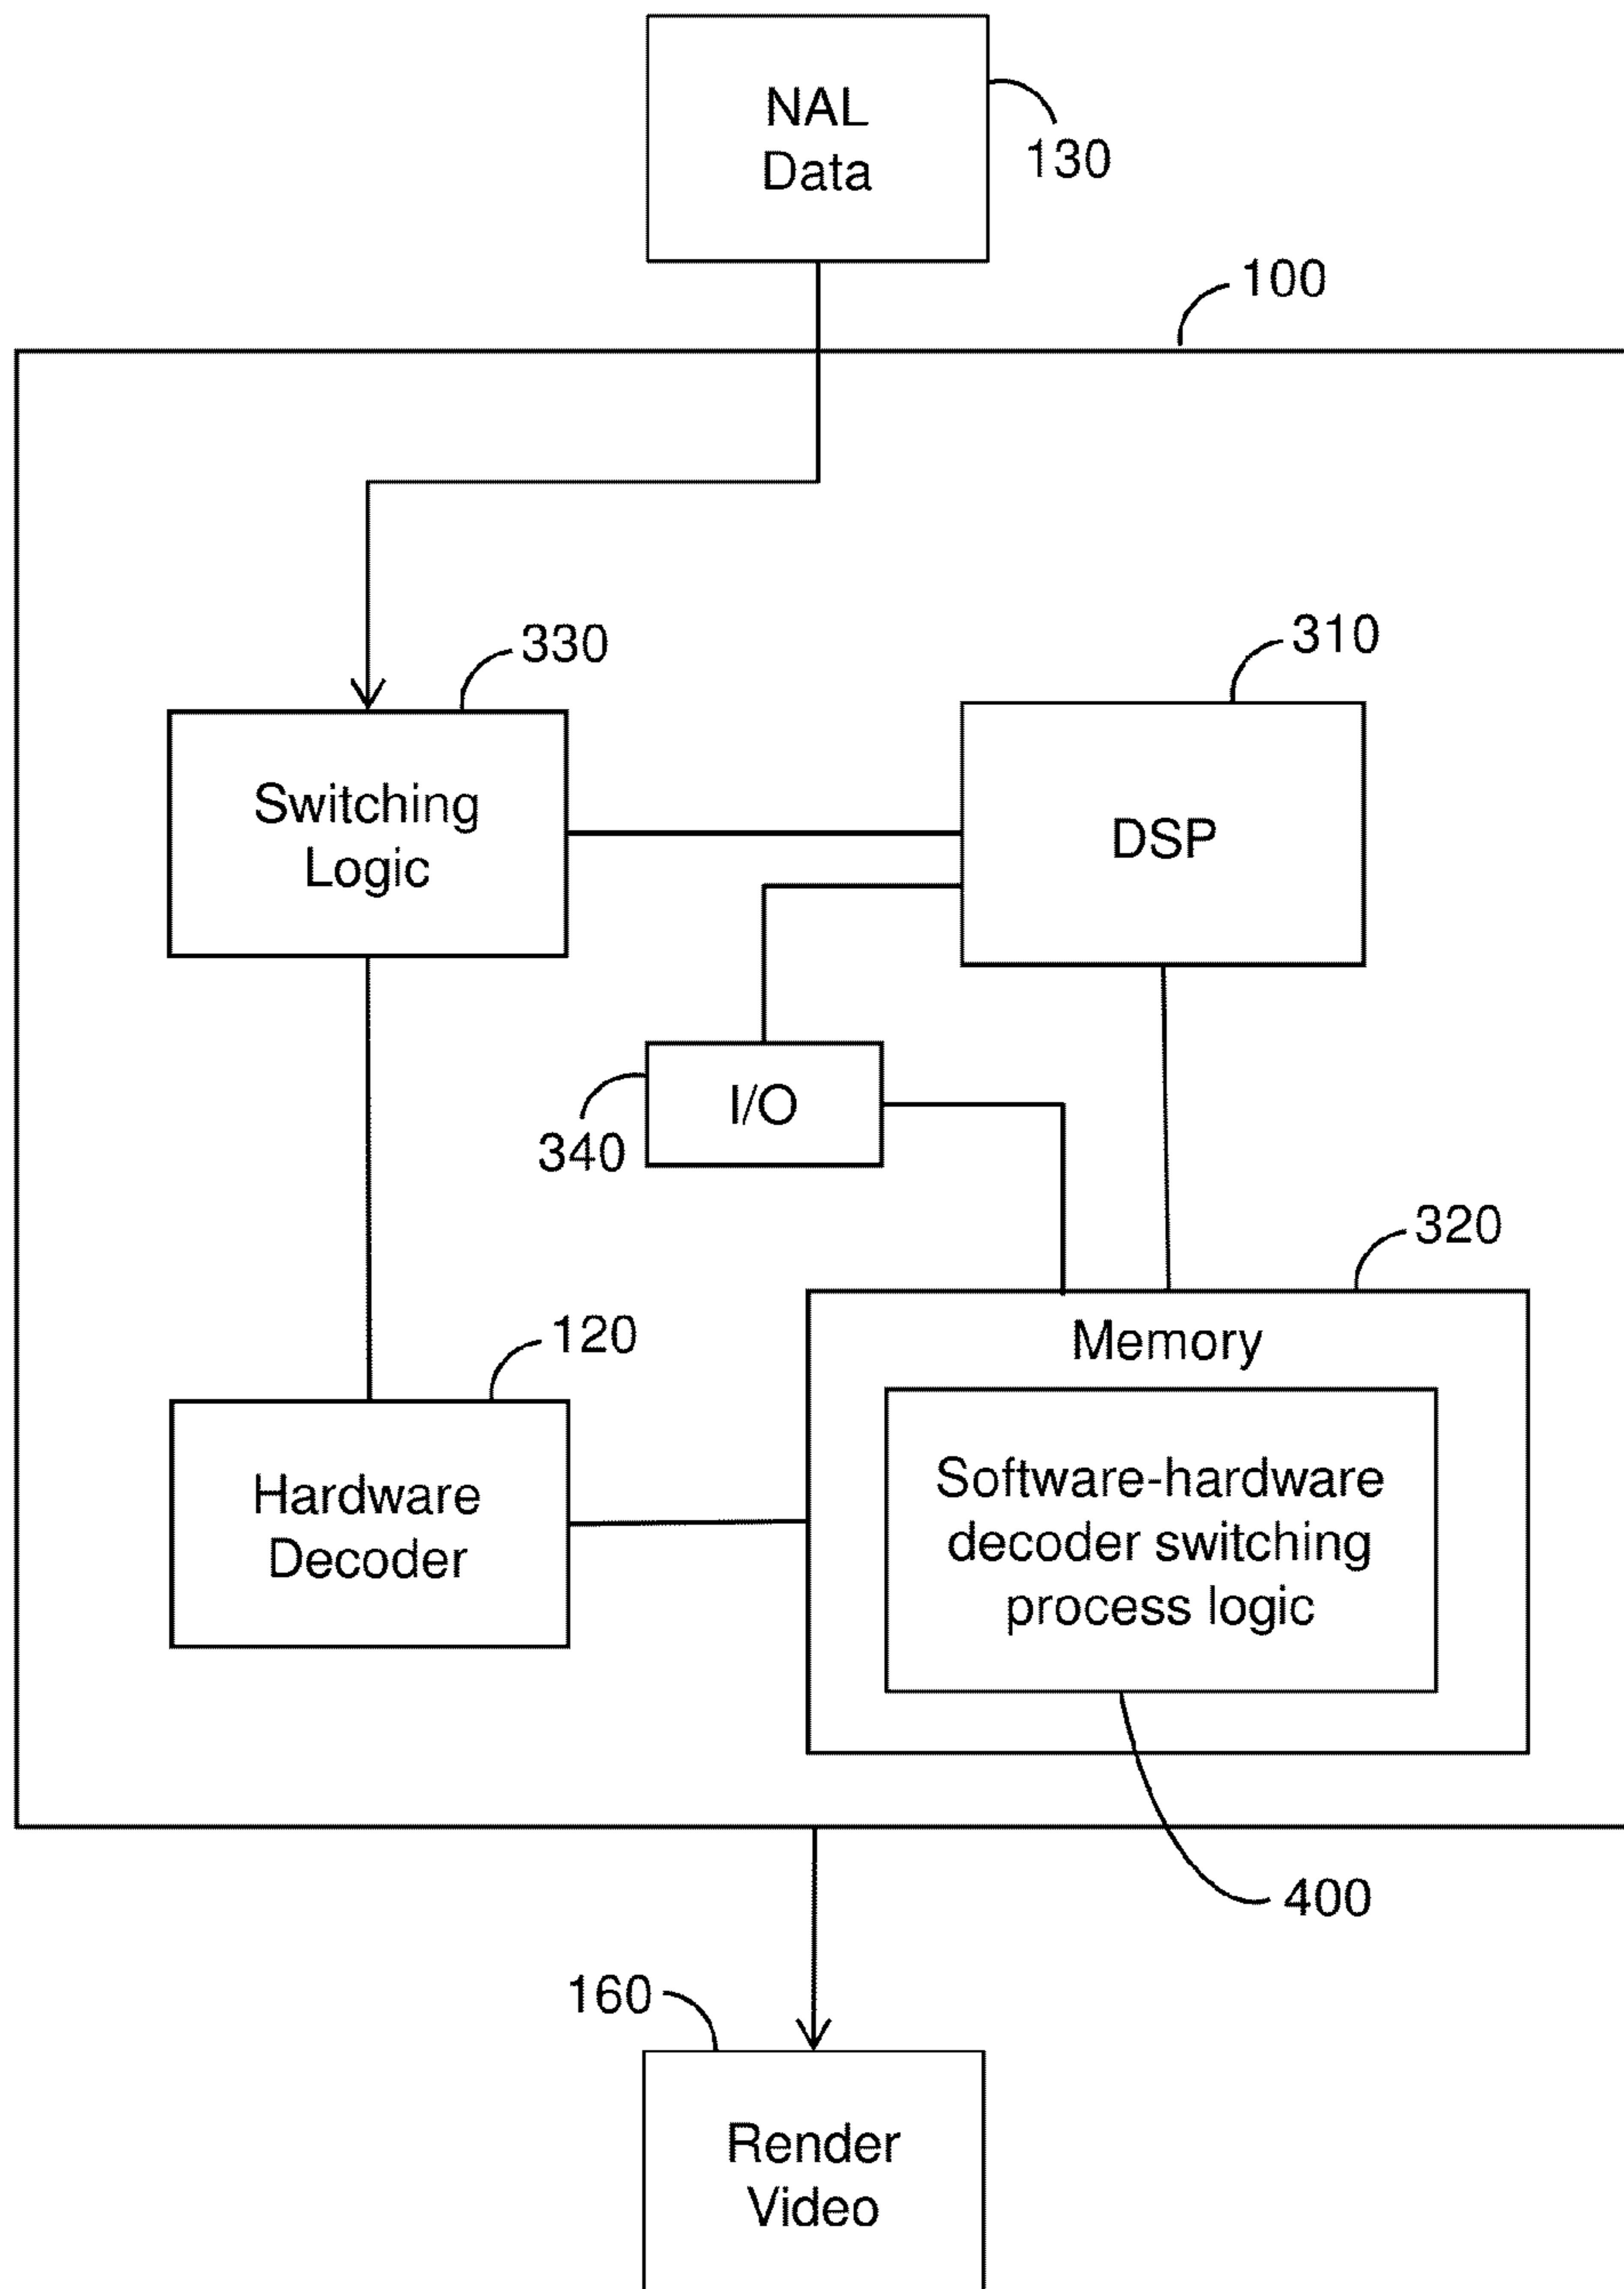 NAL
Data
130
100
330
310
Switching
Logic
DSP
I/O
340
320
120
Memory
Hardware
Decoder
Software-hardware
decoder switching
process logic
400
160
Render
Video